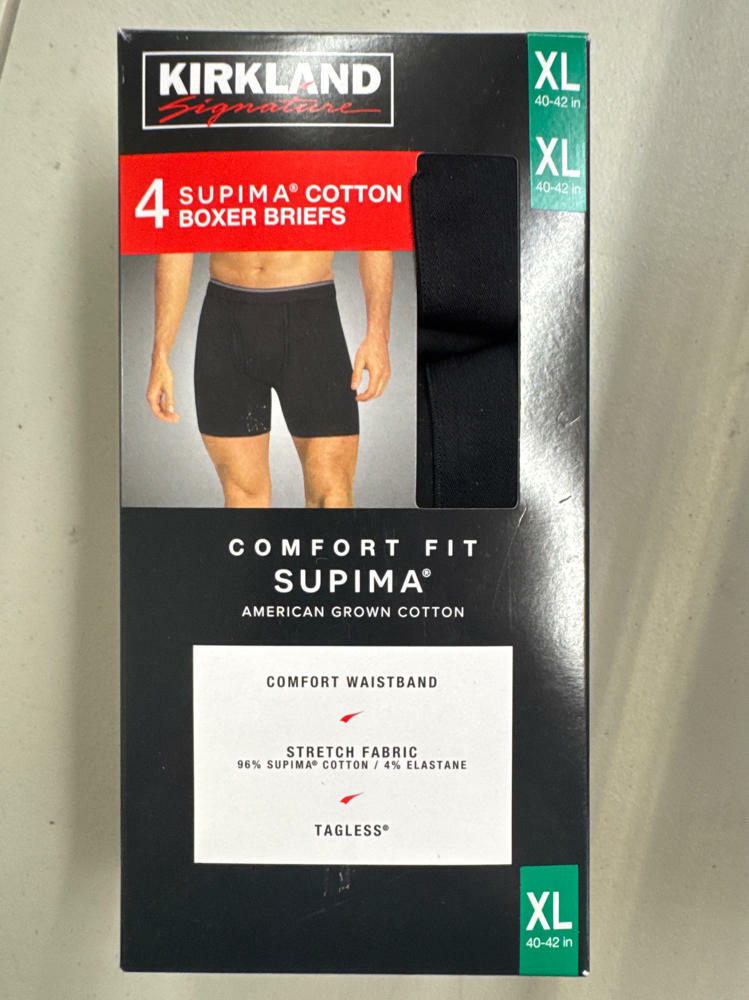 KIRKLAND
Signature
XL
40-42 in
XL
40-42 in
4 SUPIMA® COTTON
BOXER BRIEFS
COMFORT FIT
SUPIMA®
AMERICAN GROWN COTTON
COMFORT WAISTBAND
STRETCH FABRIC
96% SUPIMA® COTTON / 4% ELASTANE
TAGLESS®
XL
40-42 in